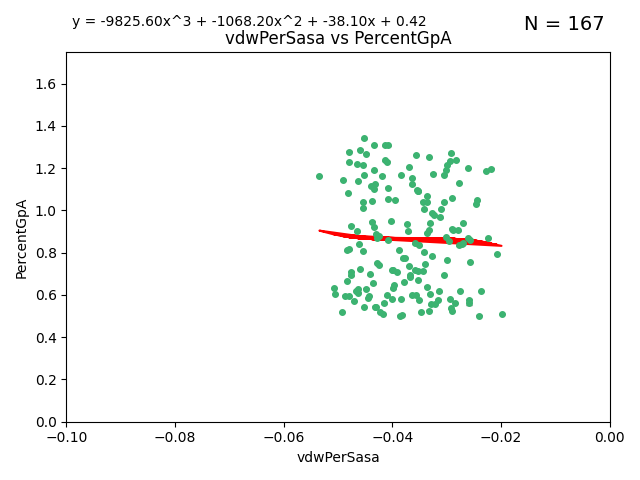 y = -9825.60x^3 + -1068.20x^2 + -38.10x + 0.42
N = 167
vdwPerSasa vs PercentGpA
1.6
1.4
1.2
1.0
0.8
0.6
0.4
0.2
0.0
PercentGpA
−0.10 −0.08 −0.06 −0.04 −0.02 0.00
vdwPerSasa